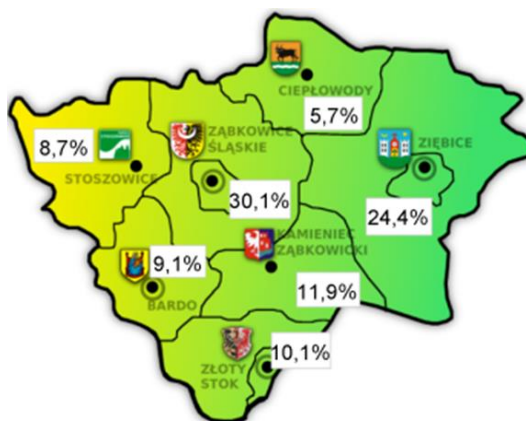 CIEPŁOWODY
5,7%
ZĄBKOWICE
ŚLĄSKIE
30,1%
ZIĘBICE
24,4%
8,7%
STOSZOWICE
KAMIENIEC
ZĄBKOWICKI
11,9%
9,1%
BARDO
10,1%
ZŁOTY
STOK